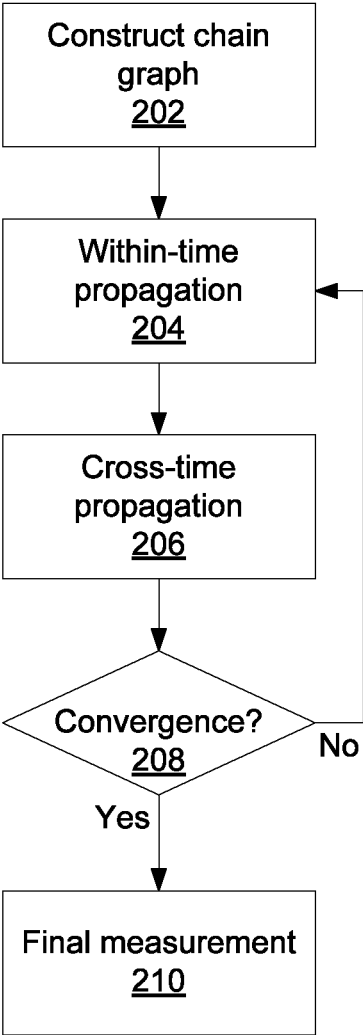 Construct chain
graph
202
Within-time
propagation
204
Cross-time
propagation
206
Convergence?
208
No
Yes
Final measurement
210